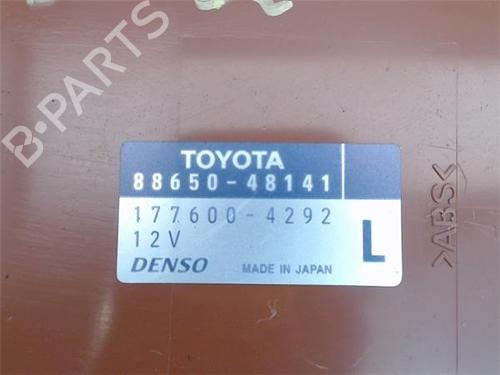 B-PARTS
TOYOTA
88650-48141
177600-4292
12V
L
DENSO MADE IN JAPAN
>ABS<